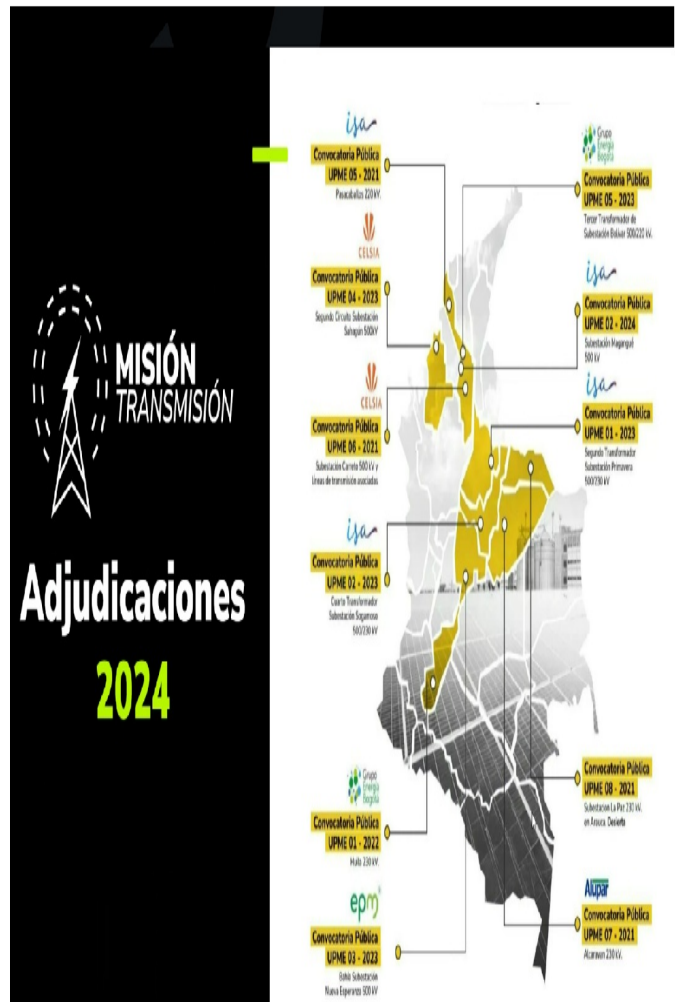 MISIÓN
TRANSMISIÓN
Adjudicaciones
2024
isa
Convocatoria Pública
UPME 05 - 2021
Pasacaballos 220 kV.
CELSIA
Convocatoria Pública
UPME 04 - 2023
Segundo Circuito Subestación
Sahagún 500kV
CELSIA
Convocatoria Pública
UPME 06 - 2021
Subestación Carreto 500 kV y
Líneas de transmisión asociadas
isa
Convocatoria Pública
UPME 02 - 2023
Cuarto Transformador
Subestación Sogamoso
500/230 kV
Grupo
Energía
Bogotá
Convocatoria Pública
UPME 01 - 2022
Huila 230 kV.
epm
Convocatoria Pública
UPME 03 - 2023
Bahía Subestación
Nueva Esperanza 500 kV
Grupo
Energía
Bogotá
Convocatoria Pública
UPME 05 - 2023
Tercer Transformador de
Subestación Bolívar 500/220 kV.
isa
Convocatoria Pública
UPME 02 - 2024
Subestación Magangué
500 kV
isa
Convocatoria Pública
UPME 01 - 2023
Segundo Transformador
Subestación Primavera
500/230 kV
Convocatoria Pública
UPME 08 - 2021
Subestación La Paz 230 kV.
en Arauca. Desierta
Alupar
Convocatoria Pública
UPME 07 - 2021
Alcaraván 230 kV.